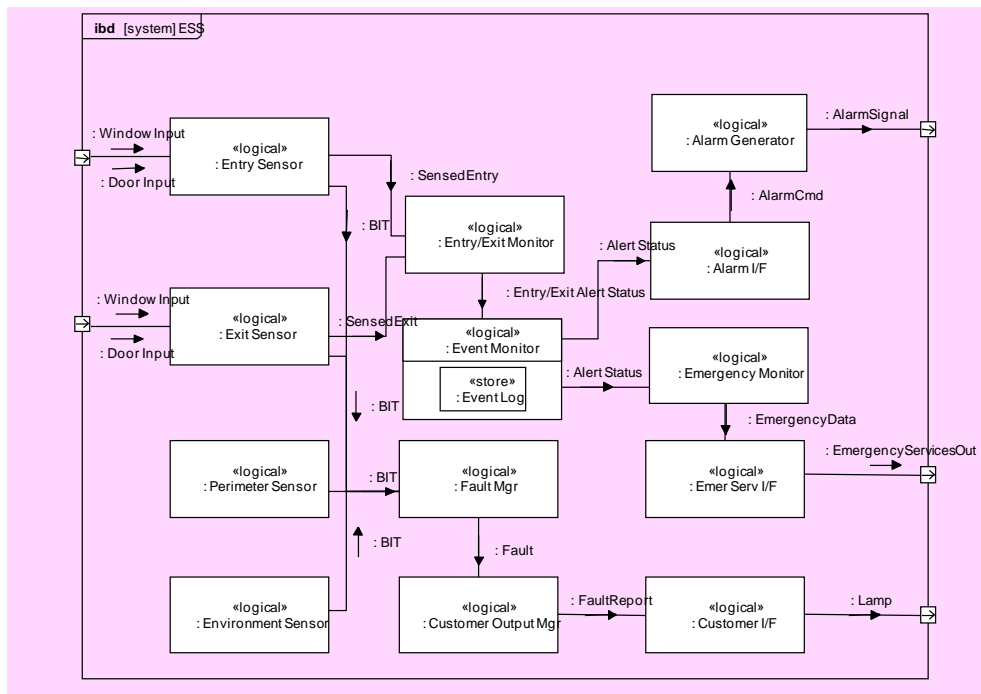 ibd [system] ESS
: AlarmSignal
«logical»
: Alarm Generator
: Window Input
: Door Input
«logical»
: Entry Sensor
: SensedEntry
: AlarmCmd
: BIT
«logical»
: Entry/Exit Monitor
: Alert Status
«logical»
: Alarm I/F
: Window Input
: Door Input
«logical»
: Exit Sensor
: SensedExit
: Entry/Exit Alert Status
«logical»
: Event Monitor
«store»
: Event Log
: Alert Status
«logical»
: Emergency Monitor
: BIT
: EmergencyData
: EmergencyServicesOut
«logical»
: Perimeter Sensor
: BIT
«logical»
: Fault Mgr
«logical»
: Emer Serv I/F
: BIT
: Fault
«logical»
: Environment Sensor
«logical»
: Customer Output Mgr
: FaultReport
«logical»
: Customer I/F
: Lamp